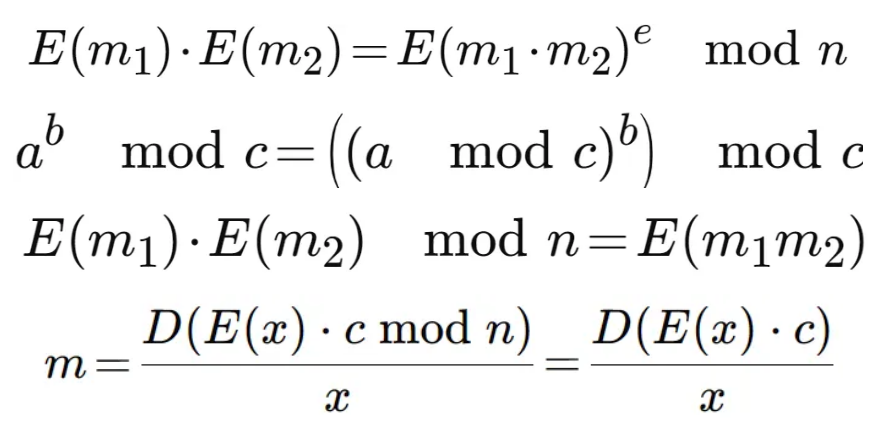 E(m₁)·E(m₂)=E(m₁·m₂)ᵉ mod n
aᵇ mod c=((a mod c)ᵇ) mod c
E(m₁)·E(m₂) mod n=E(m₁m₂)
m = D(E(x) · c mod n) / x = D(E(x) · c) / x